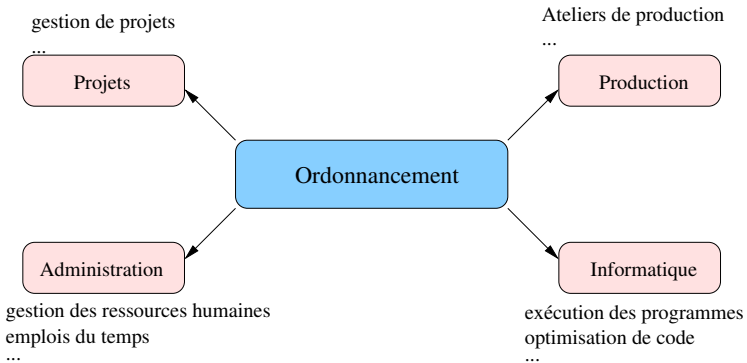 gestion de projets
...
Projets
Ateliers de production
...
Production
Ordonnancement
Administration
gestion des ressources humaines
emplois du temps
...
Informatique
exécution des programmes
optimisation de code
...